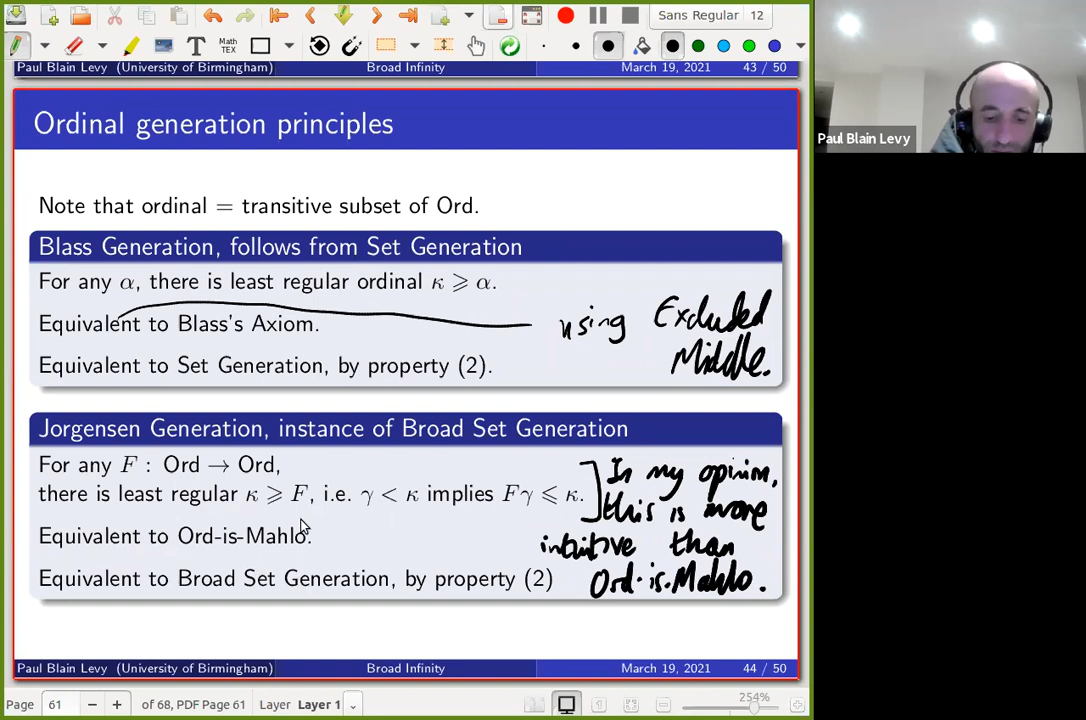 Sans Regular 12
Math
TEX
Paul Blain Levy (University of Birmingham) Broad Infinity March 19, 2021 43 / 50
Ordinal generation principles
Note that ordinal = transitive subset of Ord.
Blass Generation, follows from Set Generation
For any α, there is least regular ordinal κ ⩾ α.
Equivalent to Blass's Axiom.
Equivalent to Set Generation, by property (2).
using Excluded
Middle.
Jorgensen Generation, instance of Broad Set Generation
For any F : Ord → Ord,
there is least regular κ ⩾ F, i.e. γ < κ implies Fγ ⩽ κ.
Equivalent to Ord-is-Mahlo.
Equivalent to Broad Set Generation, by property (2)
In my opinion,
this is more
intuitive than
Ord-is-Mahlo.
Paul Blain Levy (University of Birmingham) Broad Infinity March 19, 2021 44 / 50
Page 61 of 68, PDF Page 61 Layer Layer 1 254%
Paul Blain Levy